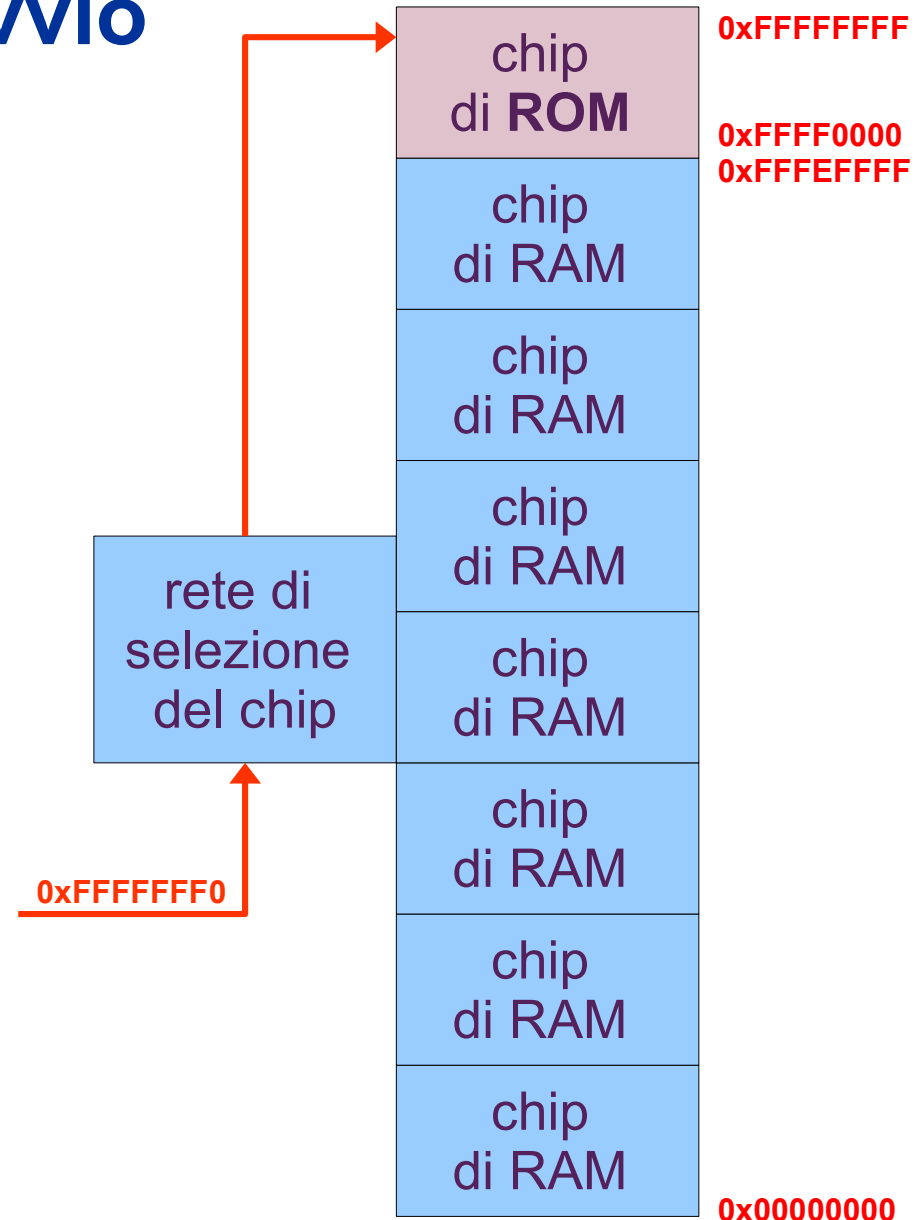 chip
di ROM
0xFFFFFFFF
0xFFFF0000
0xFFFEFFFF
chip
di RAM
chip
di RAM
chip
di RAM
rete di
selezione
del chip
chip
di RAM
chip
di RAM
0xFFFFFFF0
chip
di RAM
chip
di RAM
0x00000000